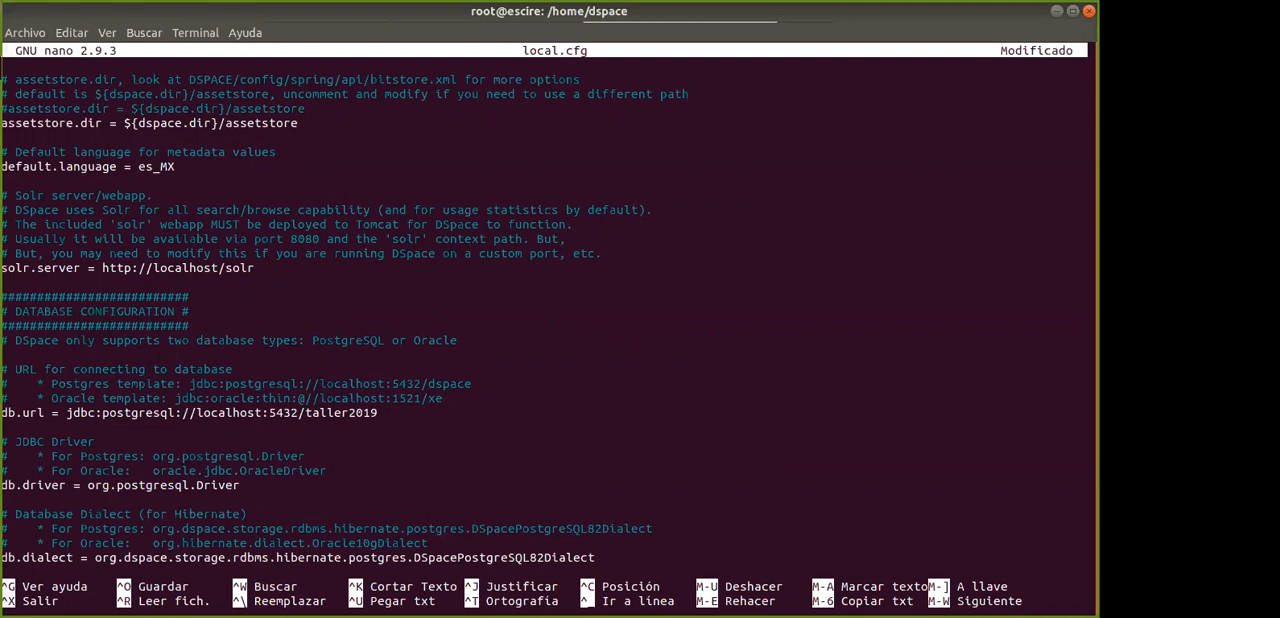 root@escire: /home/dspace
Archivo Editar Ver Buscar Terminal Ayuda
GNU nano 2.9.3 local.cfg Modificado
# assetstore.dir, look at DSPACE/config/spring/api/bitstore.xml for more options
# default is ${dspace.dir}/assetstore, uncomment and modify if you need to use a different path
#assetstore.dir = ${dspace.dir}/assetstore
assetstore.dir = ${dspace.dir}/assetstore
# Default language for metadata values
default.language = es_MX
# Solr server/webapp.
# DSpace uses Solr for all search/browse capability (and for usage statistics by default).
# The included 'solr' webapp MUST be deployed to Tomcat for DSpace to function.
# Usually it will be available via port 8080 and the 'solr' context path. But,
# But, you may need to modify this if you are running DSpace on a custom port, etc.
solr.server = http://localhost/solr
##########################
# DATABASE CONFIGURATION #
##########################
# DSpace only supports two database types: PostgreSQL or Oracle
# URL for connecting to database
#    * Postgres template: jdbc:postgresql://localhost:5432/dspace
#    * Oracle template: jdbc:oracle:thin:@//localhost:1521/xe
db.url = jdbc:postgresql://localhost:5432/taller2019
# JDBC Driver
#    * For Postgres: org.postgresql.Driver
#    * For Oracle:   oracle.jdbc.OracleDriver
db.driver = org.postgresql.Driver
# Database Dialect (for Hibernate)
#    * For Postgres: org.dspace.storage.rdbms.hibernate.postgres.DSpacePostgreSQL82Dialect
#    * For Oracle:   org.hibernate.dialect.Oracle10gDialect
db.dialect = org.dspace.storage.rdbms.hibernate.postgres.DSpacePostgreSQL82Dialect
^G Ver ayuda ^O Guardar ^W Buscar ^K Cortar Texto ^J Justificar ^C Posición M-U Deshacer M-A Marcar texto M-] A llave
^X Salir ^R Leer fich. ^\ Reemplazar ^U Pegar txt ^T Ortografía ^_ Ir a línea M-E Rehacer M-6 Copiar txt M-W Siguiente